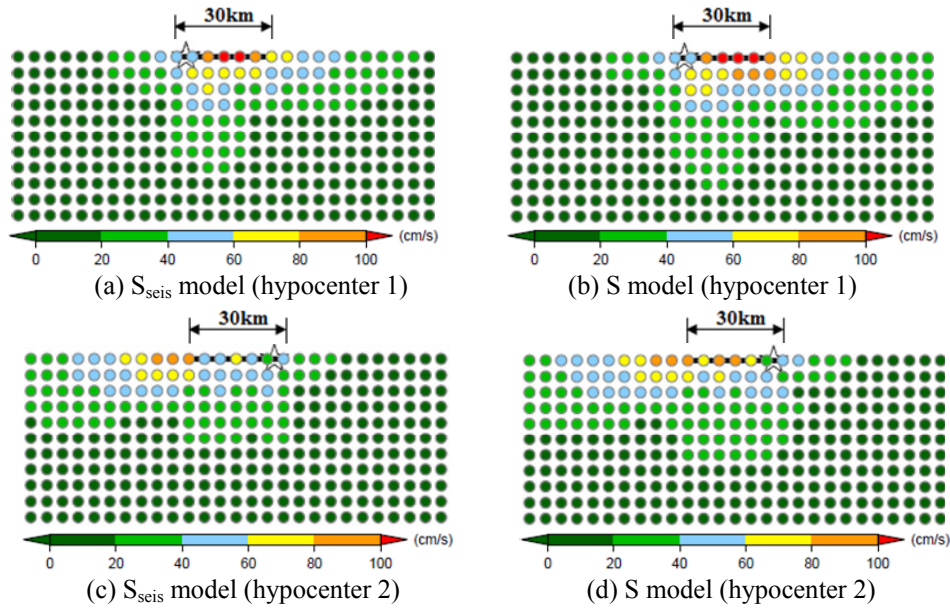 30km
30km
0 20 40 60 80 100 (cm/s)
0 20 40 60 80 100 (cm/s)
(a) Sseis model (hypocenter 1)
(b) S model (hypocenter 1)
30km
30km
0 20 40 60 80 100 (cm/s)
0 20 40 60 80 100 (cm/s)
(c) Sseis model (hypocenter 2)
(d) S model (hypocenter 2)